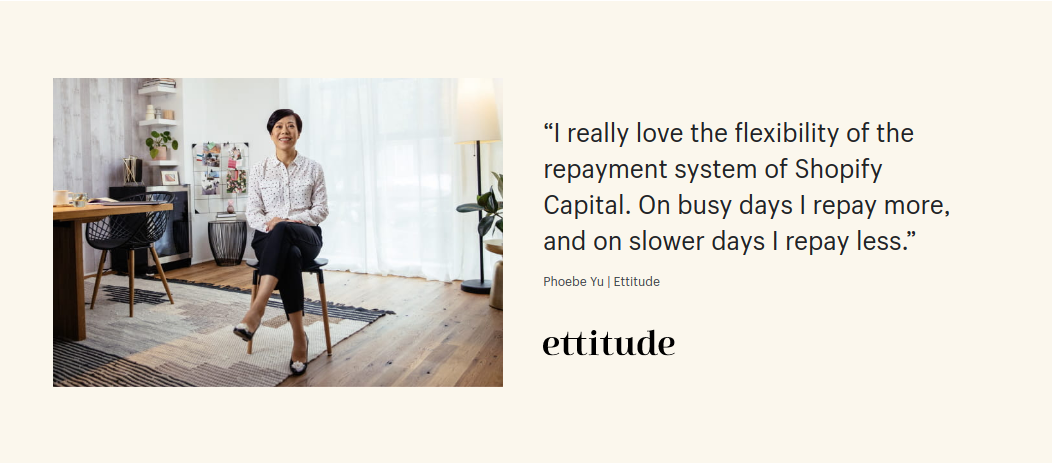 “I really love the flexibility of the
repayment system of Shopify
Capital. On busy days I repay more,
and on slower days I repay less.”
Phoebe Yu | Ettitude
ettitude